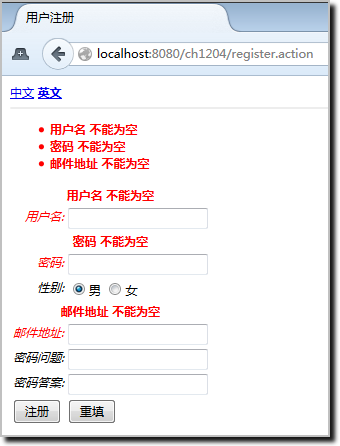 用户注册
localhost:8080/ch1204/register.action
中文 英文
用户名 不能为空
密码 不能为空
邮件地址 不能为空
用户名 不能为空
用户名:
密码 不能为空
密码:
性别: 男 女
邮件地址 不能为空
邮件地址:
密码问题:
密码答案:
注册 重填